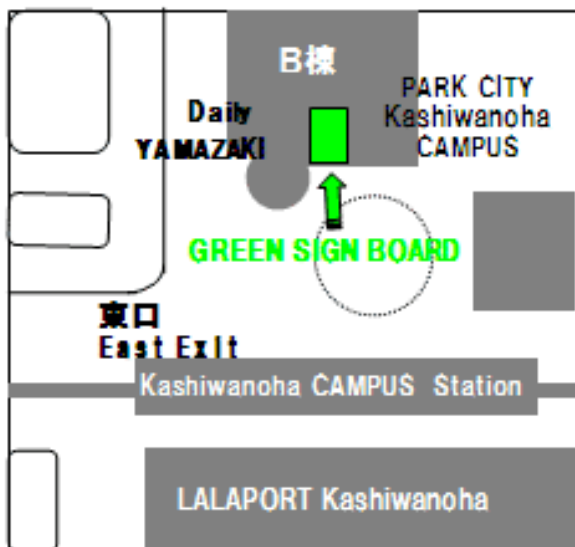 B棟
PARK CITY
Kashiwanoha
CAMPUS
Daily
YAMAZAKI
GREEN SIGN BOARD
東口
East Exit
Kashiwanoha CAMPUS Station
LALAPORT Kashiwanoha